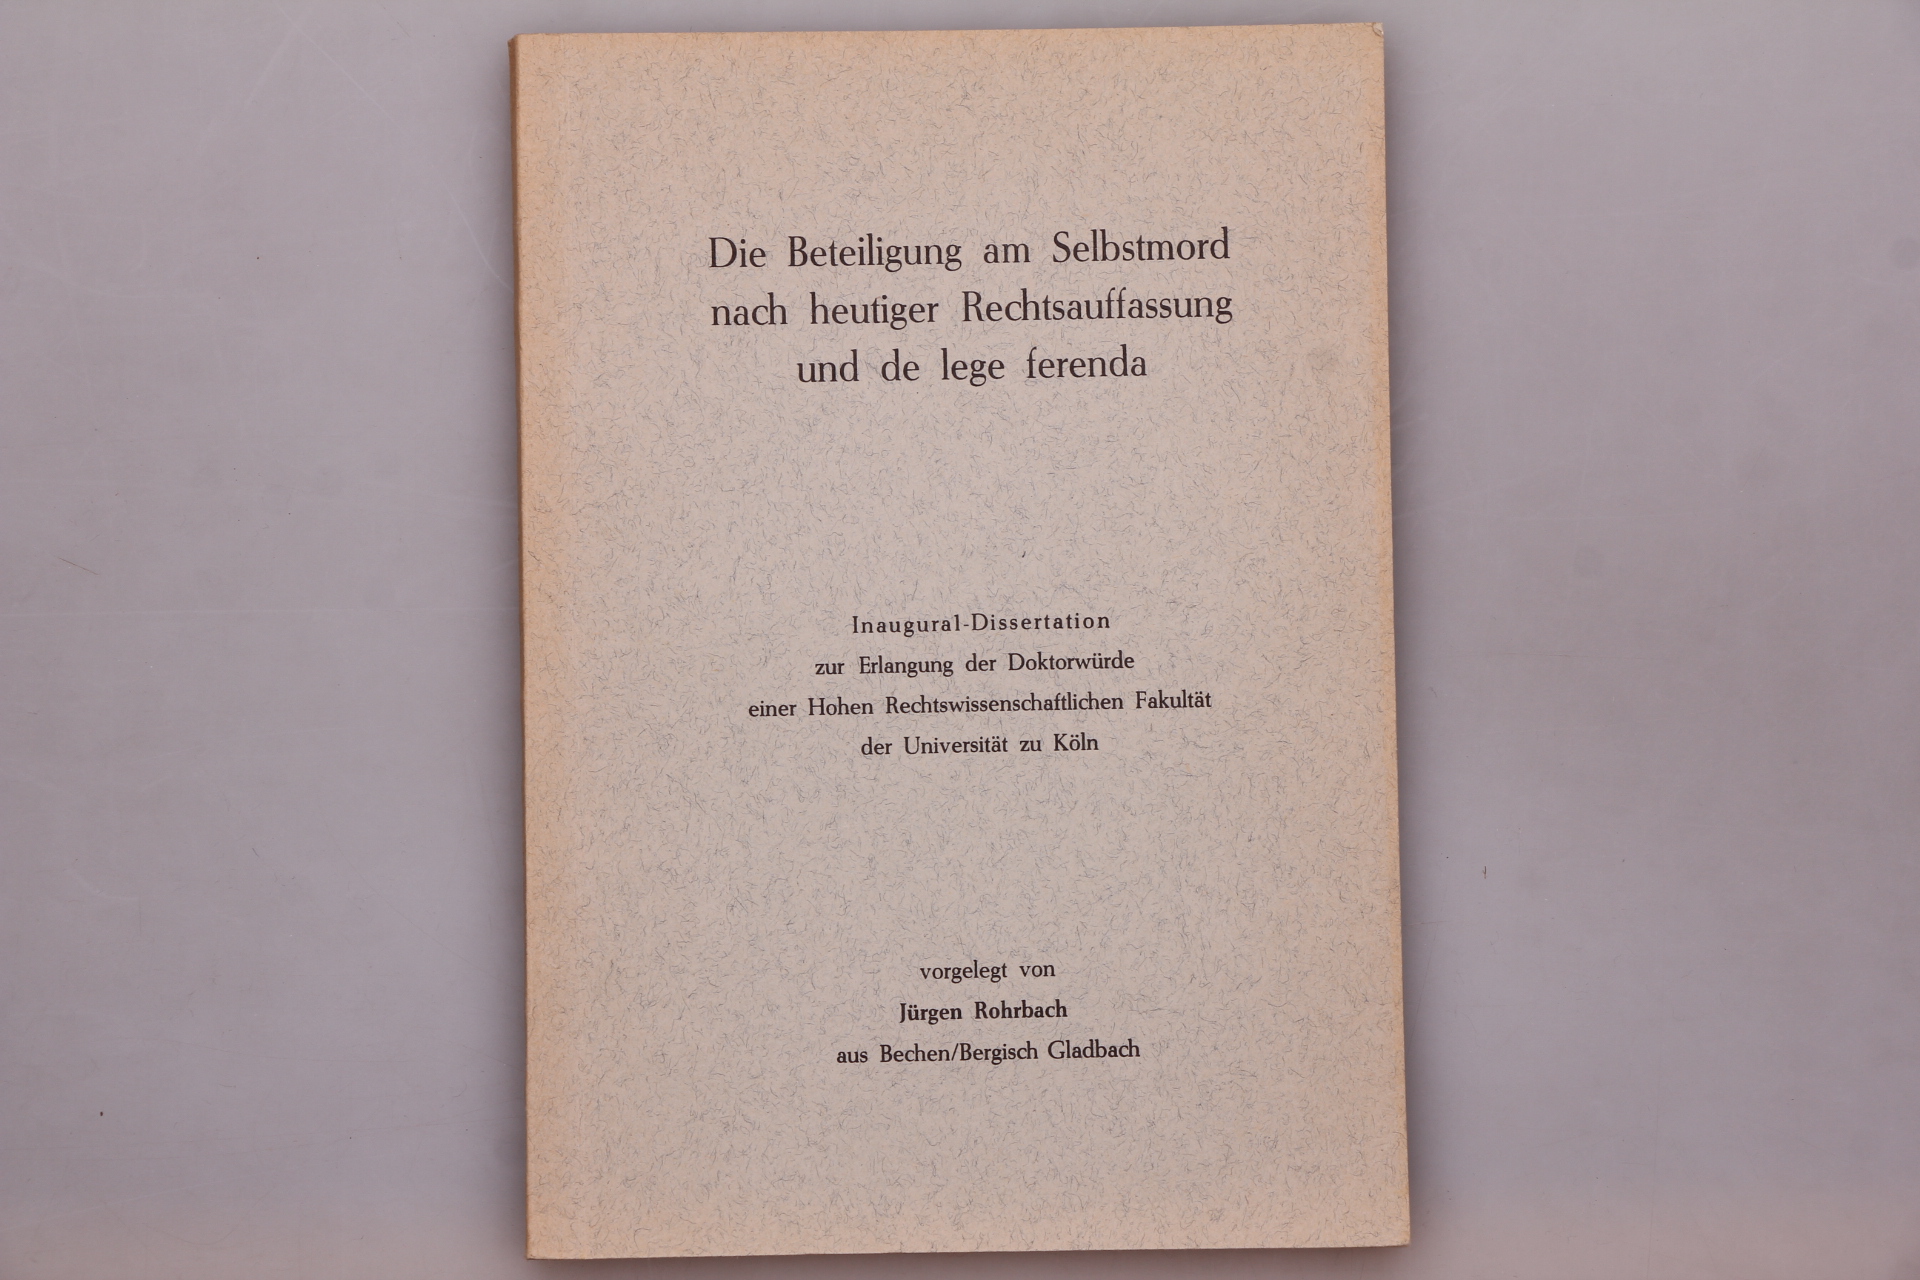 Die Beteiligung am Selbstmord
nach heutiger Rechtsauffassung
und de lege ferenda
Inaugural-Dissertation
zur Erlangung der Doktorwürde
einer Hohen Rechtswissenschaftlichen Fakultät
der Universität zu Köln
vorgelegt von
Jürgen Rohrbach
aus Bechen/Bergisch Gladbach